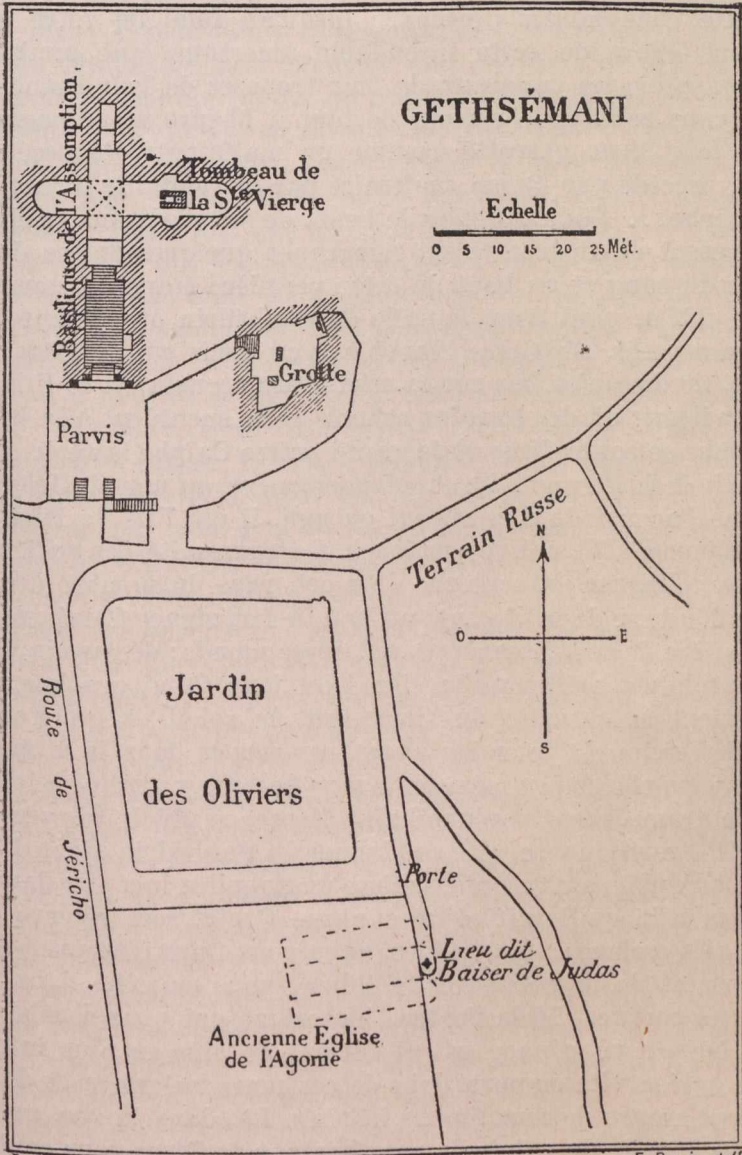 GETHSÉMANI
Basilique de l'Assomption
Tombeau de
la Ste Vierge
Echelle
0 5 10 15 20 25 Mét.
Grotte
Parvis
Terrain Russe
N
O E
S
Jardin
des Oliviers
Route de Jéricho
Porte
Lieu dit
Baiser de Judas
Ancienne Eglise
de l'Agonie